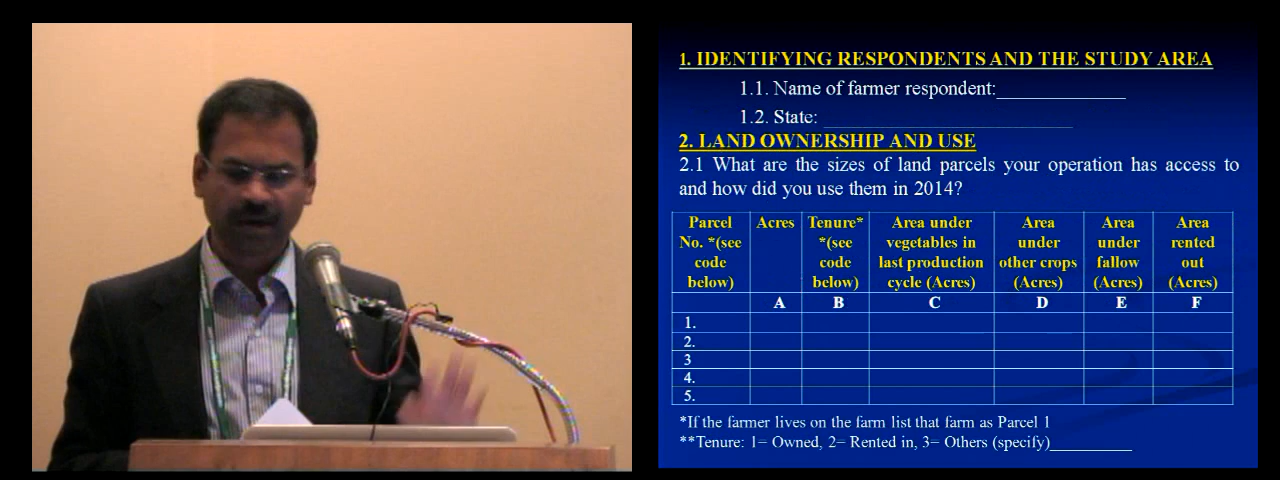 1. IDENTIFYING RESPONDENTS AND THE STUDY AREA
1.1. Name of farmer respondent:_____________
1.2. State:__________________________
2. LAND OWNERSHIP AND USE
2.1 What are the sizes of land parcels your operation has access to
and how did you use them in 2014?
Parcel No. *(see code below) Acres Tenure* *(see code below) Area under vegetables in last production cycle (Acres) Area under other crops (Acres) Area under fallow (Acres) Area rented out (Acres)
A B C D E F
1.
2.
3
4.
5.
*If the farmer lives on the farm list that farm as Parcel 1
**Tenure: 1= Owned, 2= Rented in, 3= Others (specify)_________